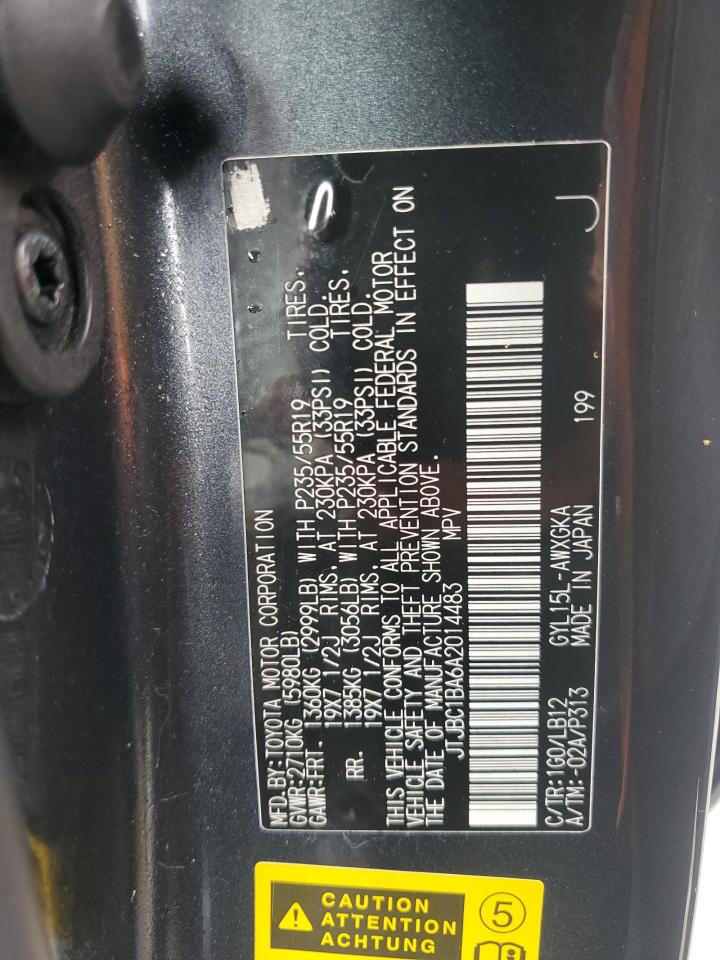 MFD.BY:TOYOTA MOTOR CORPORATION
GVWR:2710KG (5980LB)
GAWR:FRT. 1360KG (2999LB) WITH P235/55R19 TIRES,
19X7 1/2J RIMS, AT 230KPA (33PSI) COLD.
RR. 1385KG (3056LB) WITH P235/55R19 TIRES,
19X7 1/2J RIMS, AT 230KPA (33PSI) COLD.
THIS VEHICLE CONFORMS TO ALL APPLICABLE FEDERAL MOTOR
VEHICLE SAFETY AND THEFT PREVENTION STANDARDS IN EFFECT ON
THE DATE OF MANUFACTURE SHOWN ABOVE.
JTJBC1BA6A2014483 MPV
C/TR:1G0/LB12 GYL15L-AWXGKA 199
A/TM:-02A/P313 MADE IN JAPAN
J
CAUTION
ATTENTION
ACHTUNG
5